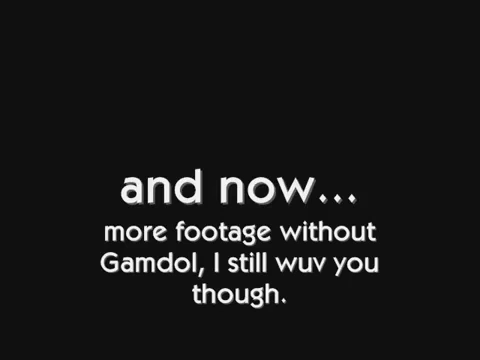 and now...
more footage without
Gamdol, I still wuv you
though.